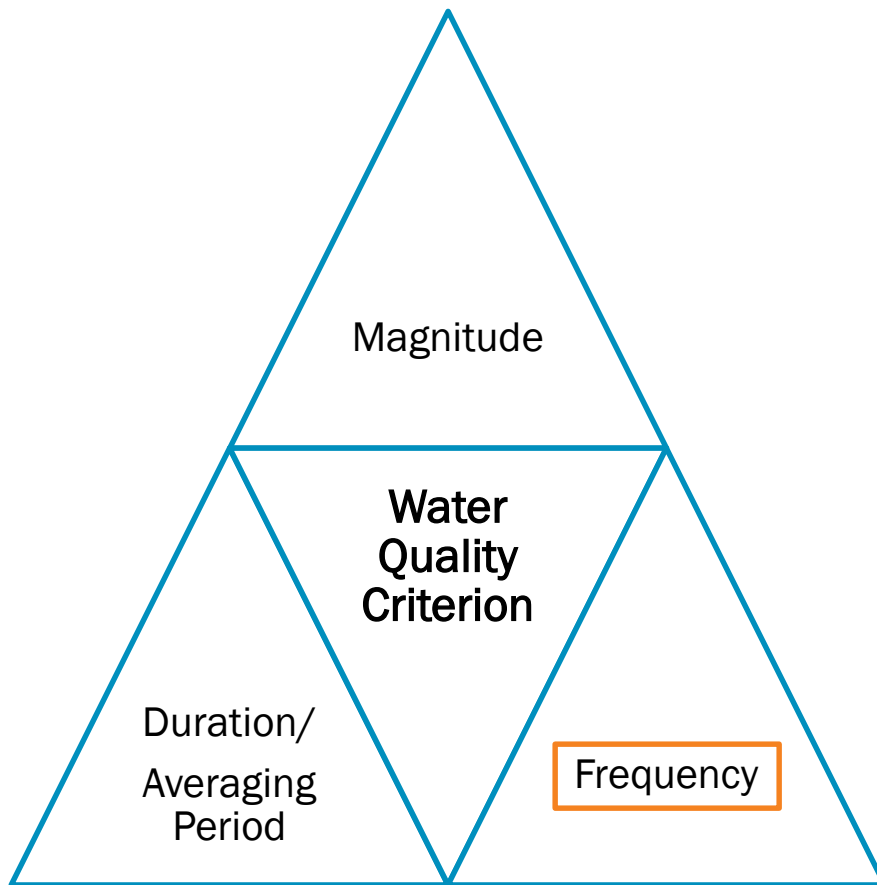 Magnitude
Water
Quality
Criterion
Duration/
Averaging
Period
Frequency